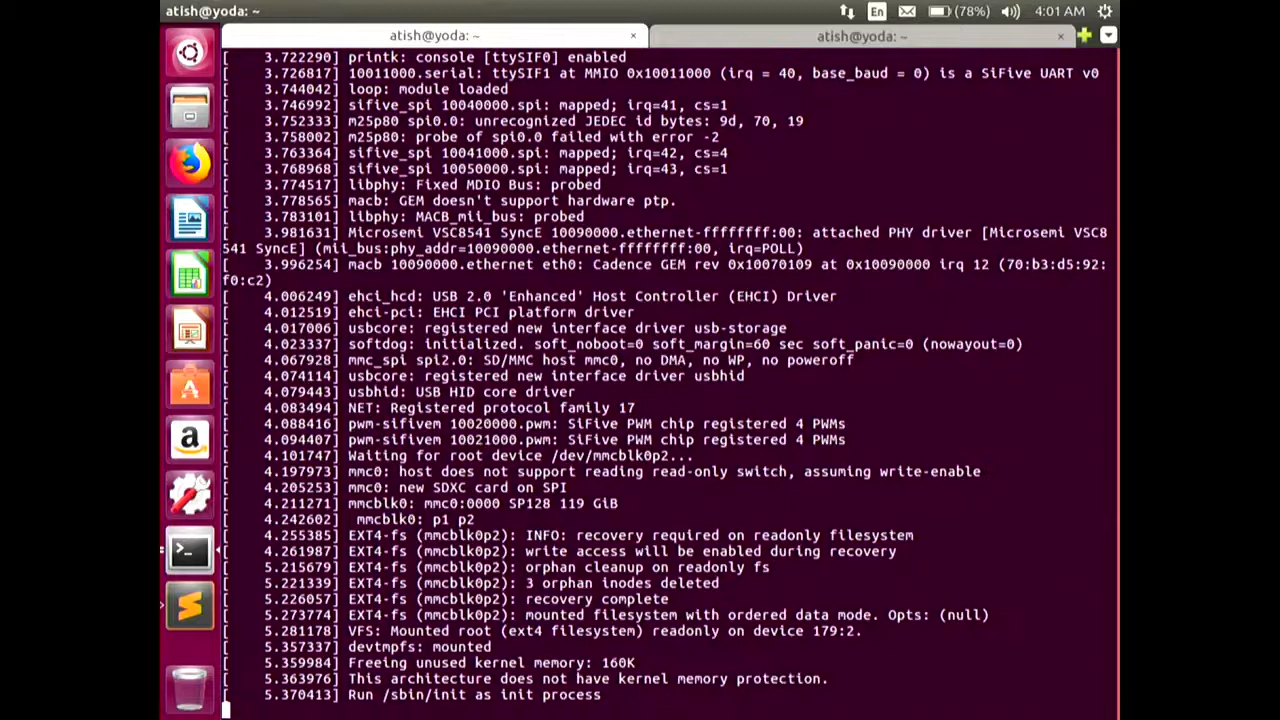 atish@yoda: ~
En
(78%)
4:01 AM
atish@yoda: ~
×
atish@yoda: ~
×
[    3.722290] printk: console [ttySIF0] enabled
[    3.726817] 10011000.serial: ttySIF1 at MMIO 0x10011000 (irq = 40, base_baud = 0) is a SiFive UART v0
[    3.744042] loop: module loaded
[    3.746992] sifive_spi 10040000.spi: mapped; irq=41, cs=1
[    3.752333] m25p80 spi0.0: unrecognized JEDEC id bytes: 9d, 70, 19
[    3.758002] m25p80: probe of spi0.0 failed with error -2
[    3.763364] sifive_spi 10041000.spi: mapped; irq=42, cs=4
[    3.768968] sifive_spi 10050000.spi: mapped; irq=43, cs=1
[    3.774517] libphy: Fixed MDIO Bus: probed
[    3.778565] macb: GEM doesn't support hardware ptp.
[    3.783101] libphy: MACB_mii_bus: probed
[    3.981631] Microsemi VSC8541 SyncE 10090000.ethernet-ffffffff:00: attached PHY driver [Microsemi VSC8
541 SyncE] (mii_bus:phy_addr=10090000.ethernet-ffffffff:00, irq=POLL)
[    3.996254] macb 10090000.ethernet eth0: Cadence GEM rev 0x10070109 at 0x10090000 irq 12 (70:b3:d5:92:
f0:c2)
[    4.006249] ehci_hcd: USB 2.0 'Enhanced' Host Controller (EHCI) Driver
[    4.012519] ehci-pci: EHCI PCI platform driver
[    4.017006] usbcore: registered new interface driver usb-storage
[    4.023337] softdog: initialized. soft_noboot=0 soft_margin=60 sec soft_panic=0 (nowayout=0)
[    4.067928] mmc_spi spi2.0: SD/MMC host mmc0, no DMA, no WP, no poweroff
[    4.074114] usbcore: registered new interface driver usbhid
[    4.079443] usbhid: USB HID core driver
[    4.083494] NET: Registered protocol family 17
[    4.088416] pwm-sifivem 10020000.pwm: SiFive PWM chip registered 4 PWMs
[    4.094407] pwm-sifivem 10021000.pwm: SiFive PWM chip registered 4 PWMs
[    4.101747] Waiting for root device /dev/mmcblk0p2...
[    4.197973] mmc0: host does not support reading read-only switch, assuming write-enable
[    4.205253] mmc0: new SDXC card on SPI
[    4.211271] mmcblk0: mmc0:0000 SP128 119 GiB
[    4.242602]  mmcblk0: p1 p2
[    4.255385] EXT4-fs (mmcblk0p2): INFO: recovery required on readonly filesystem
[    4.261987] EXT4-fs (mmcblk0p2): write access will be enabled during recovery
[    5.215679] EXT4-fs (mmcblk0p2): orphan cleanup on readonly fs
[    5.221339] EXT4-fs (mmcblk0p2): 3 orphan inodes deleted
[    5.226057] EXT4-fs (mmcblk0p2): recovery complete
[    5.273774] EXT4-fs (mmcblk0p2): mounted filesystem with ordered data mode. Opts: (null)
[    5.281178] VFS: Mounted root (ext4 filesystem) readonly on device 179:2.
[    5.357337] devtmpfs: mounted
[    5.359984] Freeing unused kernel memory: 160K
[    5.363976] This architecture does not have kernel memory protection.
[    5.370413] Run /sbin/init as init process